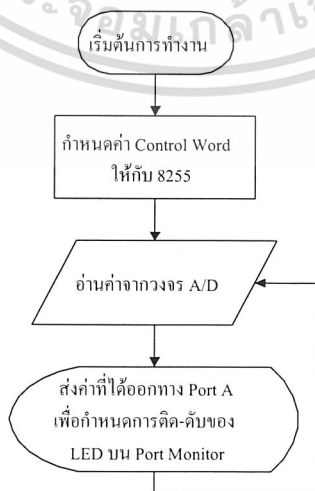 เริ่มต้นการทำงาน
กำหนดค่า Control Word
ให้กับ 8255
อ่านค่าจากวงจร A/D
ส่งค่าที่ได้ออกทาง Port A
เพื่อกำหนดการติด-ดับของ
LED บน Port Monitor